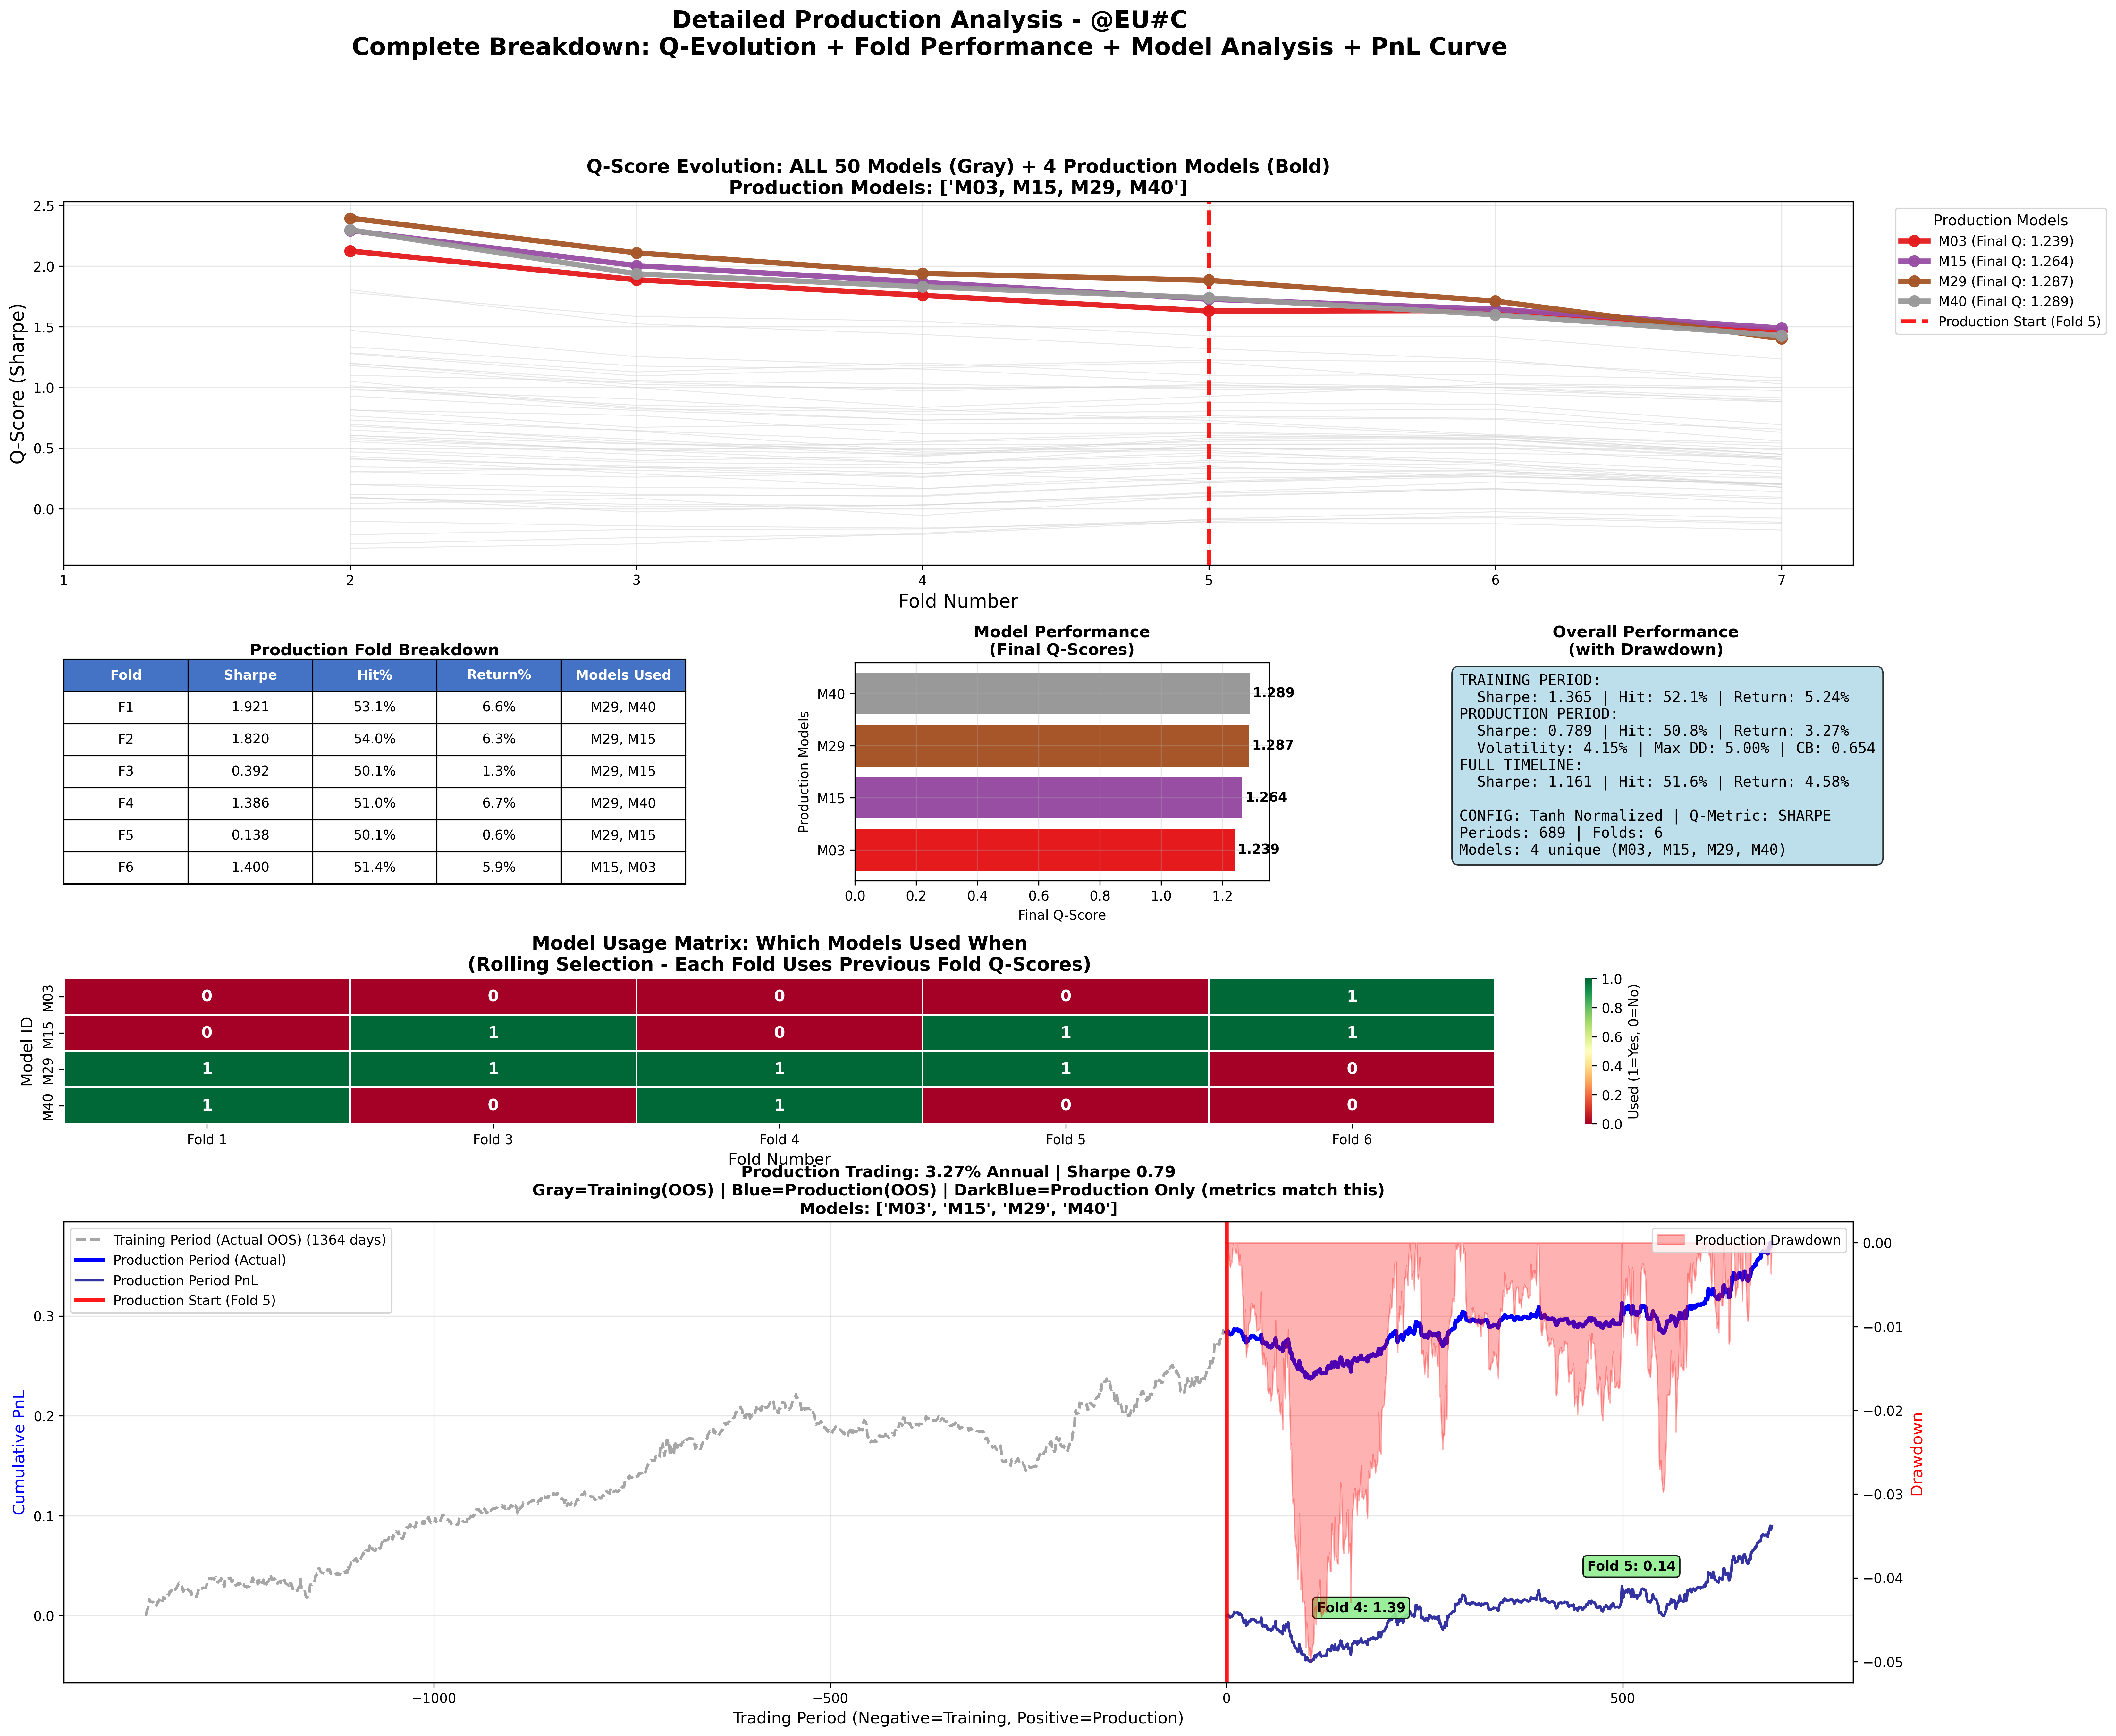 Detailed Production Analysis - @EU#C
Complete Breakdown: Q-Evolution + Fold Performance + Model Analysis + PnL Curve
Q-Score Evolution: ALL 50 Models (Gray) + 4 Production Models (Bold)
Production Models: ['M03, M15, M29, M40']
Q-Score (Sharpe)
2.5
2.0
1.5
1.0
0.5
0.0
1 2 3 4 5 6 7
Fold Number
Production Models
M03 (Final Q: 1.239)
M15 (Final Q: 1.264)
M29 (Final Q: 1.287)
M40 (Final Q: 1.289)
Production Start (Fold 5)
Production Fold Breakdown
Fold Sharpe Hit% Return% Models Used
F1 1.921 53.1% 6.6% M29, M40
F2 1.820 54.0% 6.3% M29, M15
F3 0.392 50.1% 1.3% M29, M15
F4 1.386 51.0% 6.7% M29, M40
F5 0.138 50.1% 0.6% M29, M15
F6 1.400 51.4% 5.9% M15, M03
Model Performance
(Final Q-Scores)
Production Models
M40 1.289
M29 1.287
M15 1.264
M03 1.239
0.0 0.2 0.4 0.6 0.8 1.0 1.2
Final Q-Score
Overall Performance
(with Drawdown)
TRAINING PERIOD:
Sharpe: 1.365 | Hit: 52.1% | Return: 5.24%
PRODUCTION PERIOD:
Sharpe: 0.789 | Hit: 50.8% | Return: 3.27%
Volatility: 4.15% | Max DD: 5.00% | CB: 0.654
FULL TIMELINE:
Sharpe: 1.161 | Hit: 51.6% | Return: 4.58%
CONFIG: Tanh Normalized | Q-Metric: SHARPE
Periods: 689 | Folds: 6
Models: 4 unique (M03, M15, M29, M40)
Model Usage Matrix: Which Models Used When
(Rolling Selection - Each Fold Uses Previous Fold Q-Scores)
Model ID
M03 0 0 0 0 1
M15 0 1 0 1 1
M29 1 1 1 1 0
M40 1 0 1 0 0
Fold 1 Fold 3 Fold 4 Fold 5 Fold 6
Fold Number
1.0
0.8
0.6
0.4
0.2
0.0
Used (1=Yes, 0=No)
Production Trading: 3.27% Annual | Sharpe 0.79
Gray=Training(OOS) | Blue=Production(OOS) | DarkBlue=Production Only (metrics match this)
Models: ['M03', 'M15', 'M29', 'M40']
Training Period (Actual OOS) (1364 days)
Production Period (Actual)
Production Period PnL
Production Start (Fold 5)
Production Drawdown
Cumulative PnL
0.3
0.2
0.1
0.0
Fold 4: 1.39
Fold 5: 0.14
0.00
−0.01
−0.02
−0.03
−0.04
−0.05
Drawdown
−1000 −500 0 500
Trading Period (Negative=Training, Positive=Production)